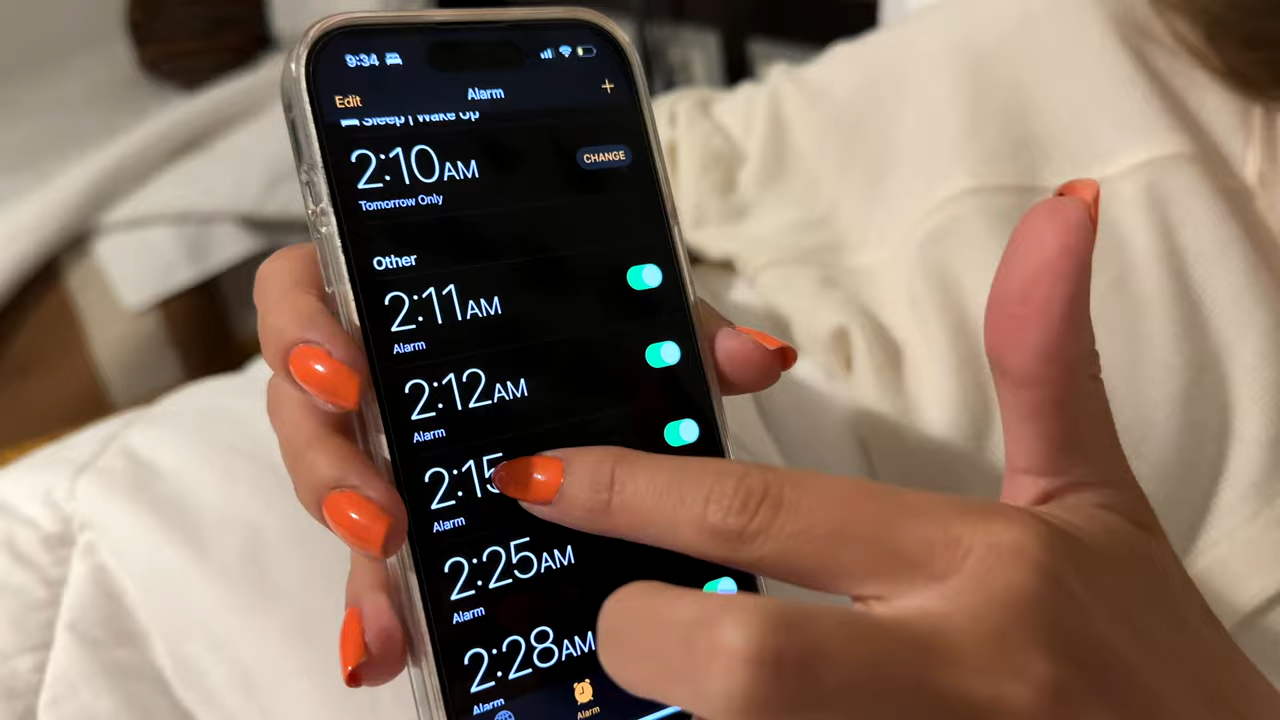 9:34
Edit
Alarm
+
Sleep | Wake Up
2:10AM
CHANGE
Tomorrow Only
Other
2:11AM
Alarm
2:12AM
Alarm
2:15
Alarm
2:25AM
Alarm
2:28AM
Alarm
Alarm